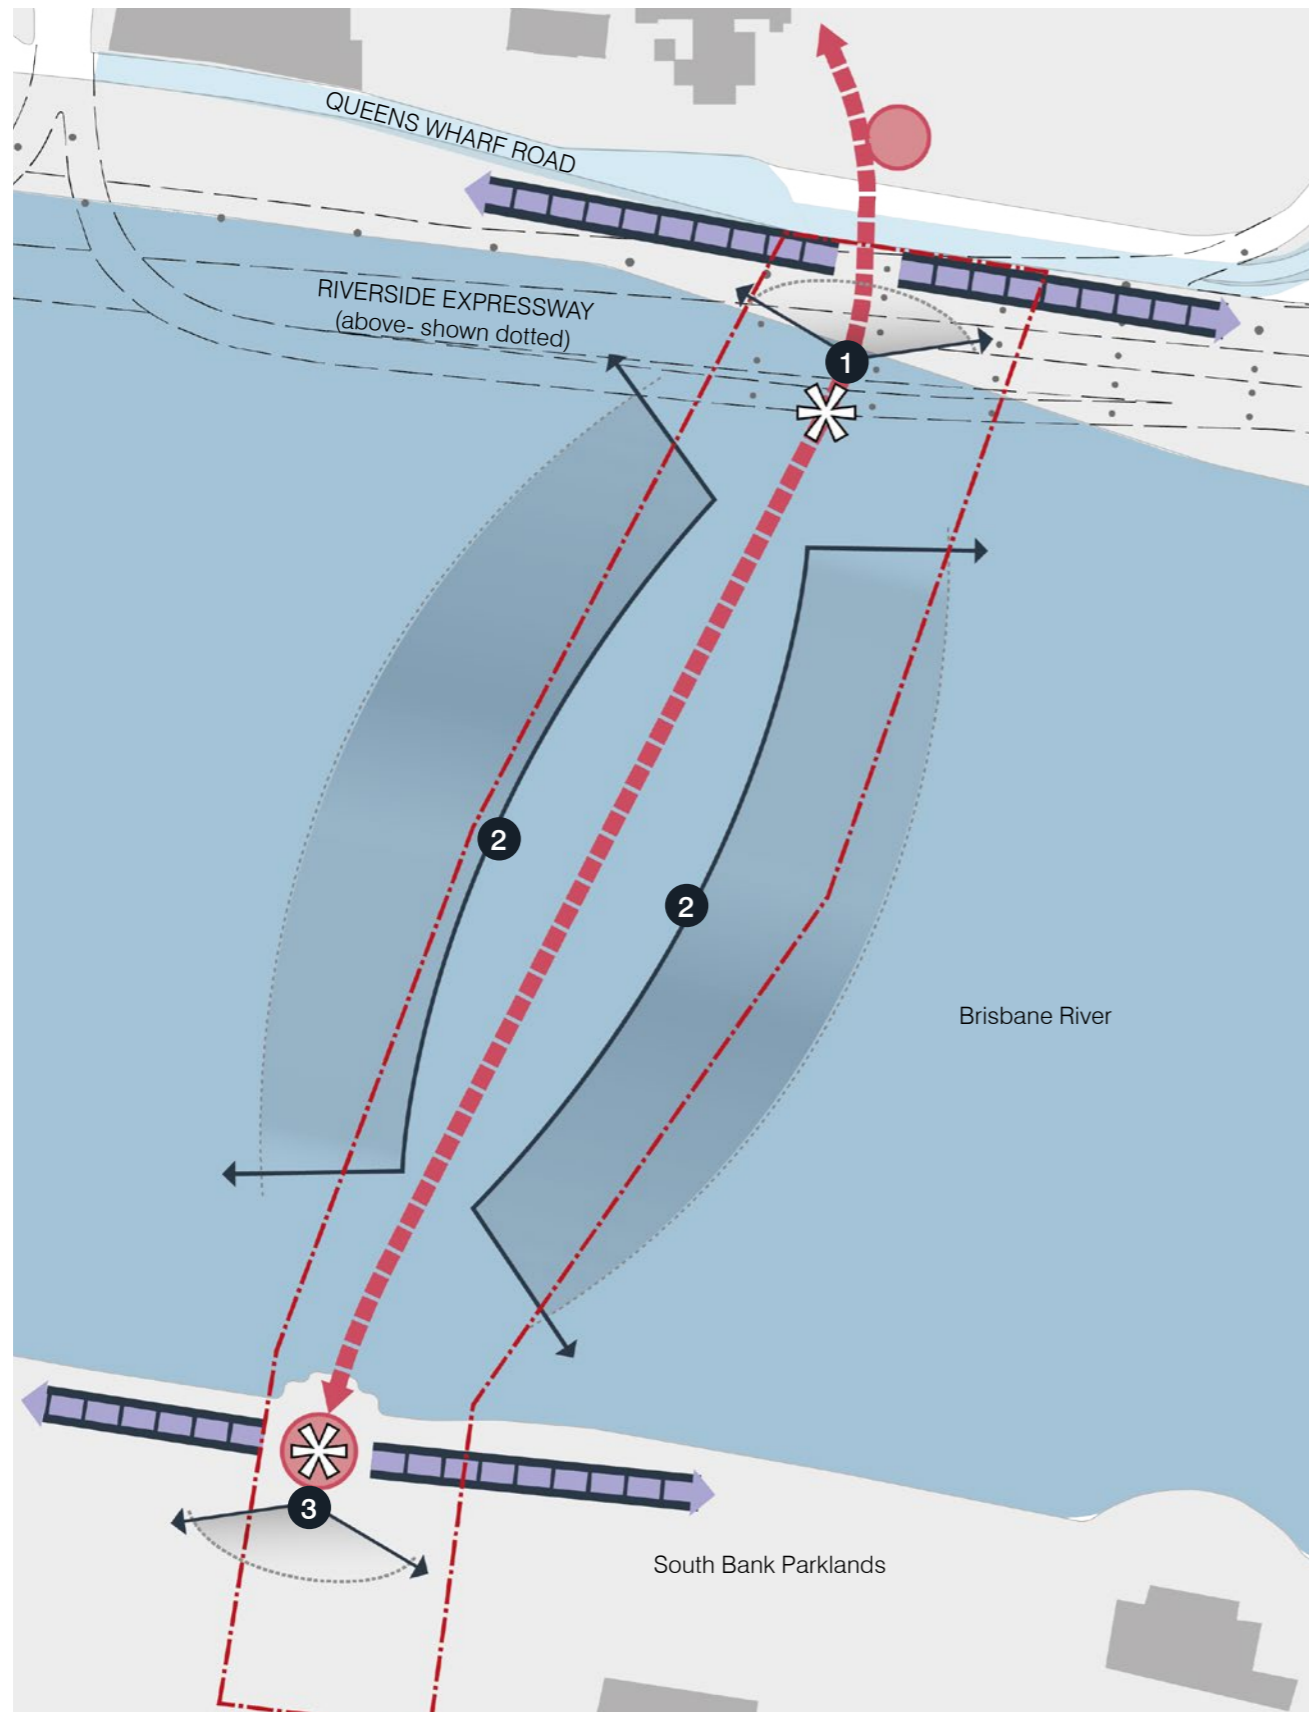 QUEENS WHARF ROAD
RIVERSIDE EXPRESSWAY
(above- shown dotted)
1
2
2
Brisbane River
3
South Bank Parklands